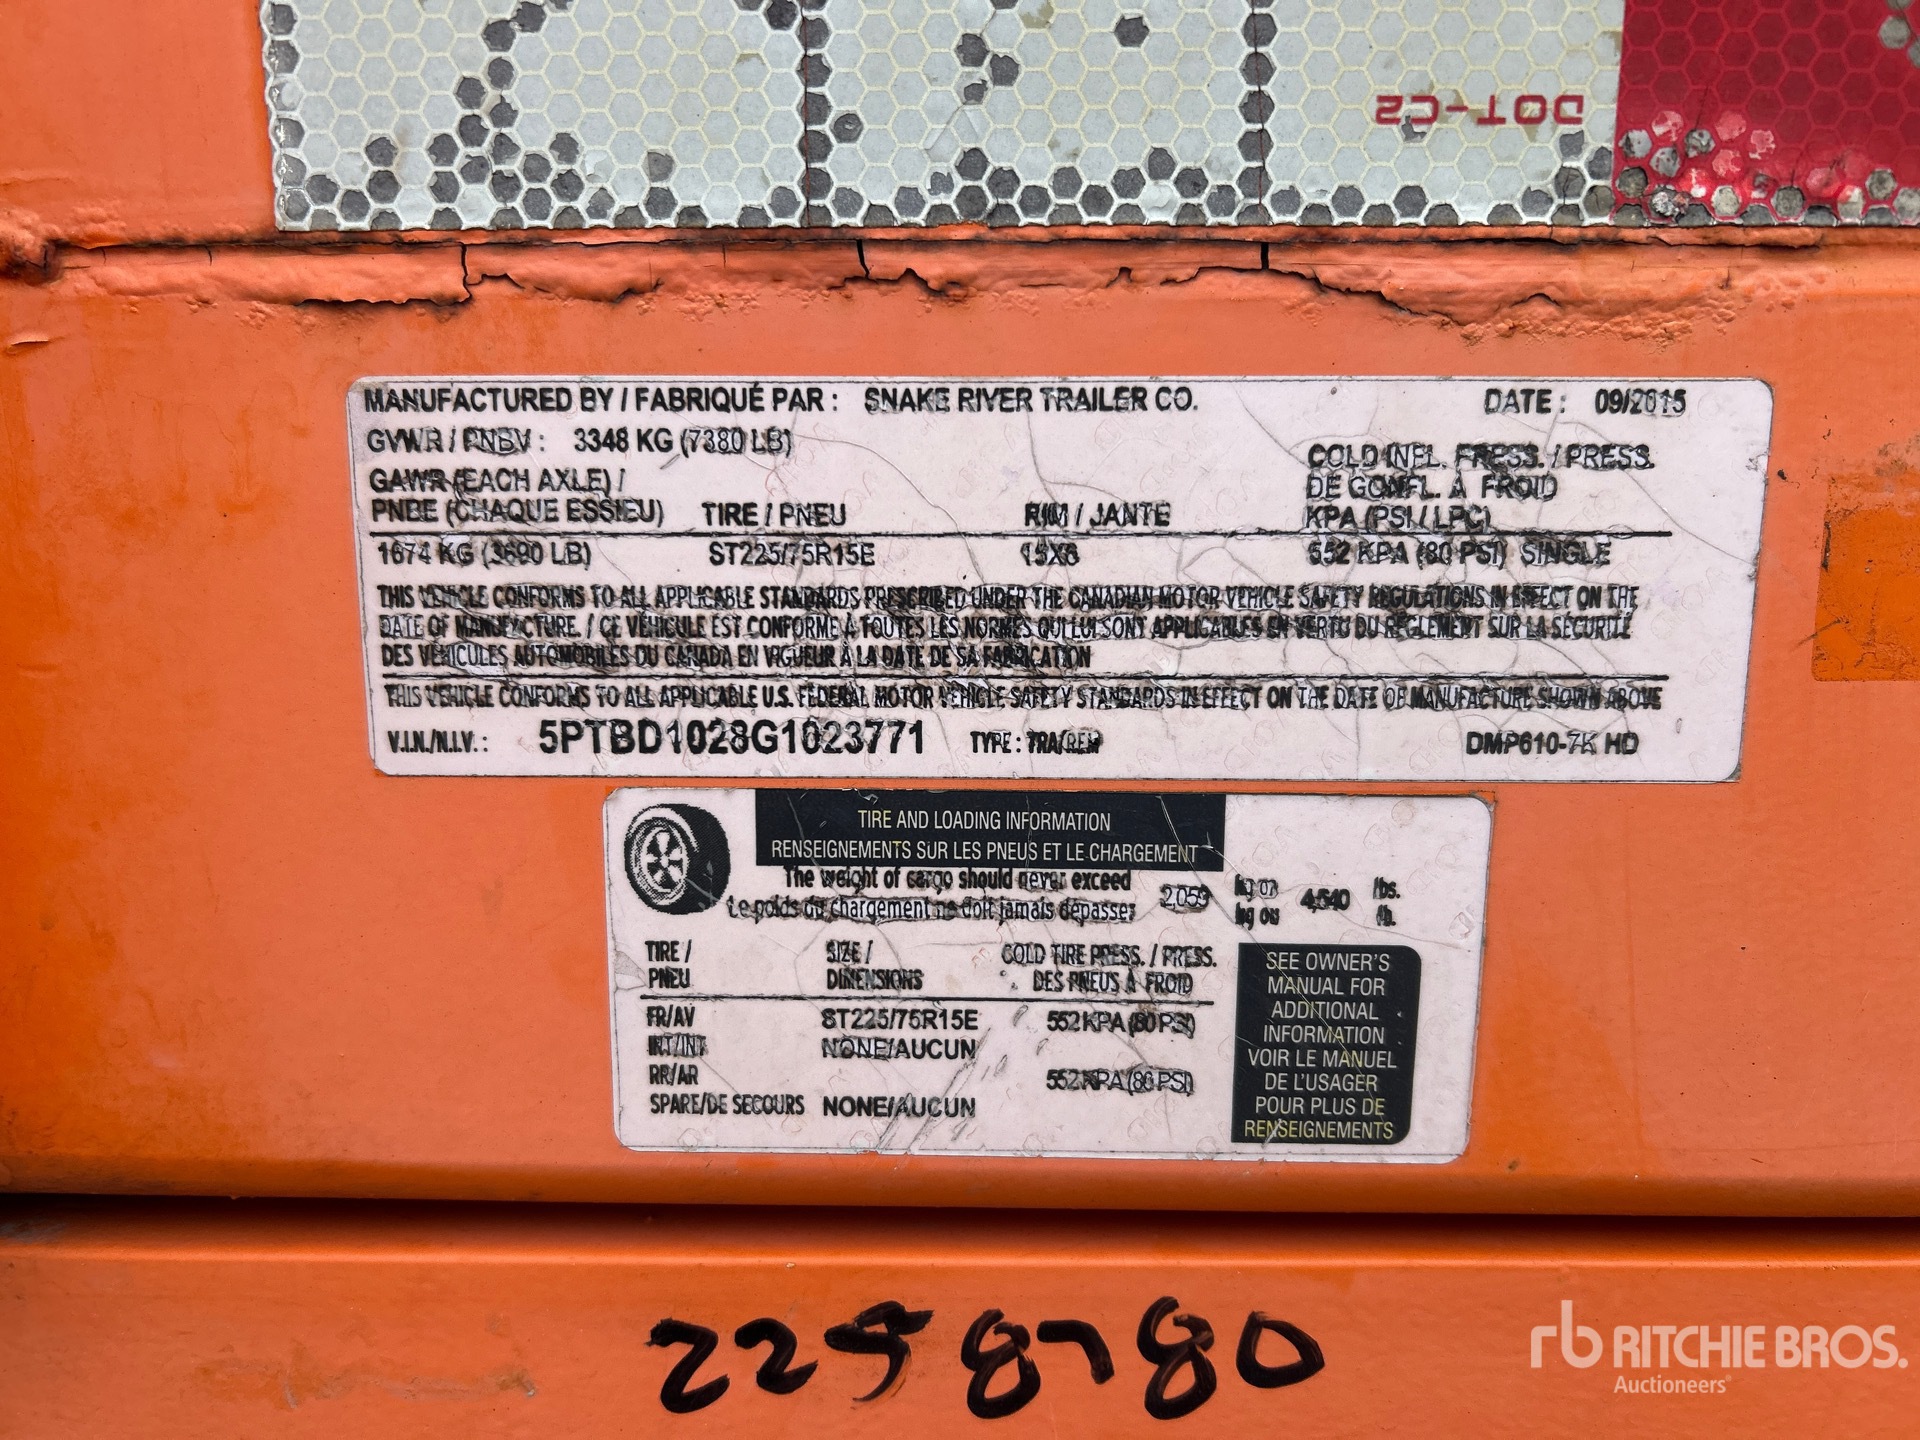 DOT-C2
MANUFACTURED BY / FABRIQUÉ PAR : SNAKE RIVER TRAILER CO. DATE : 09/2015
GVWR / PNBV : 3348 KG (7380 LB)
GAWR (EACH AXLE) /
PNBE (CHAQUE ESSIEU) TIRE / PNEU RIM / JANTE
COLD INFL. PRESS. / PRESS.
DE GONFL. A FROID
KPA (PSI / LPC)
1674 KG (3690 LB) ST225/75R15E 15X6 552 KPA (80 PSI) SINGLE
THIS VEHICLE CONFORMS TO ALL APPLICABLE STANDARDS PRESCRIBED UNDER THE CANADIAN MOTOR VEHICLE SAFETY REGULATIONS IN EFFECT ON THE
DATE OF MANUFACTURE. / CE VÉHICULE EST CONFORME À TOUTES LES NORMES QUI LUI SONT APPLICABLES EN VERTU DU RÈGLEMENT SUR LA SÉCURITÉ
DES VÉHICULES AUTOMOBILES DU CANADA EN VIGUEUR À LA DATE DE SA FABRICATION
THIS VEHICLE CONFORMS TO ALL APPLICABLE U.S. FEDERAL MOTOR VEHICLE SAFETY STANDARDS IN EFFECT ON THE DATE OF MANUFACTURE SHOWN ABOVE
V.I.N./N.I.V. : 5PTBD1028G1023771 TYPE : TRA/REM DMP610-7K HD
TIRE AND LOADING INFORMATION
RENSEIGNEMENTS SUR LES PNEUS ET LE CHARGEMENT
The weight of cargo should never exceed
Le poids du chargement ne doit jamais dépasser
2,059 kg or 4,540 lbs.
kg ou lb.
TIRE / SIZE / COLD TIRE PRESS. / PRESS.
PNEU DIMENSIONS DES PNEUS À FROID
FR/AV ST225/75R15E 552 KPA (80 PSI)
INT/INT NONE/AUCUN
RR/AR 552 KPA (80 PSI)
SPARE/DE SECOURS NONE/AUCUN
SEE OWNER'S
MANUAL FOR
ADDITIONAL
INFORMATION
VOIR LE MANUEL
DE L'USAGER
POUR PLUS DE
RENSEIGNEMENTS
2258780
rb RITCHIE BROS.
Auctioneers